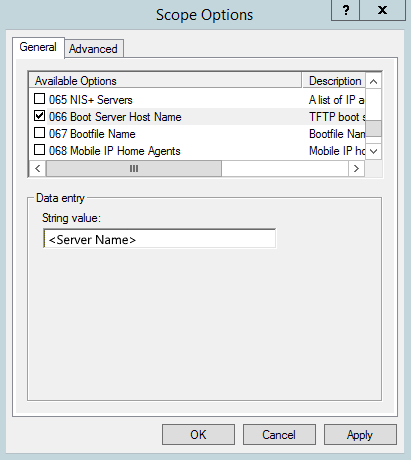 Scope Options
? x
General Advanced
Available Options Description
065 NIS+ Servers A list of IP a
066 Boot Server Host Name TFTP boot s
067 Bootfile Name Bootfile Nam
068 Mobile IP Home Agents Mobile IP ho
Data entry
String value:
<Server Name>
OK Cancel Apply